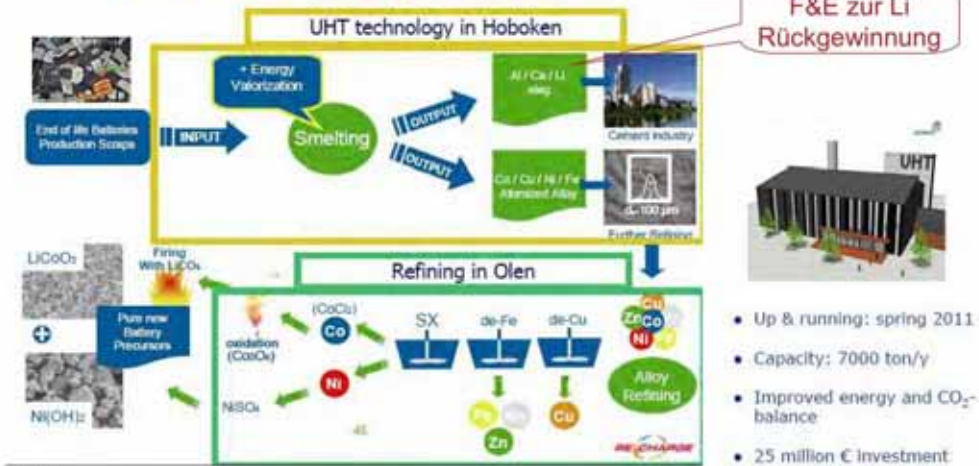 F&E zur Li
Rückgewinnung
UHT technology in Hoboken
+ Energy
Valorization
End of life Batteries
Production Scraps
INPUT
Smelting
OUTPUT
OUTPUT
Al / Ca / Li
slag
Cement industry
Co / Cu / Ni / Fe
Atomized Alloy
d₅₀100 µm
Further Refining
UHT
Refining in Olen
LiCoO₂
Firing
Pure new
Battery
Precursors
Ni(OH)₂
oxidation
(Co₃O₄)
(CoCl₂)
Co
Ni
NiSO₄
SX
de-Fe
de-Cu
Fe
Zn
Cu
Cu
Zn
Co
Ni
Alloy
Refining
RE-CHARGE
• Up & running: spring 2011
• Capacity: 7000 ton/y
• Improved energy and CO₂-
balance
• 25 million € investment